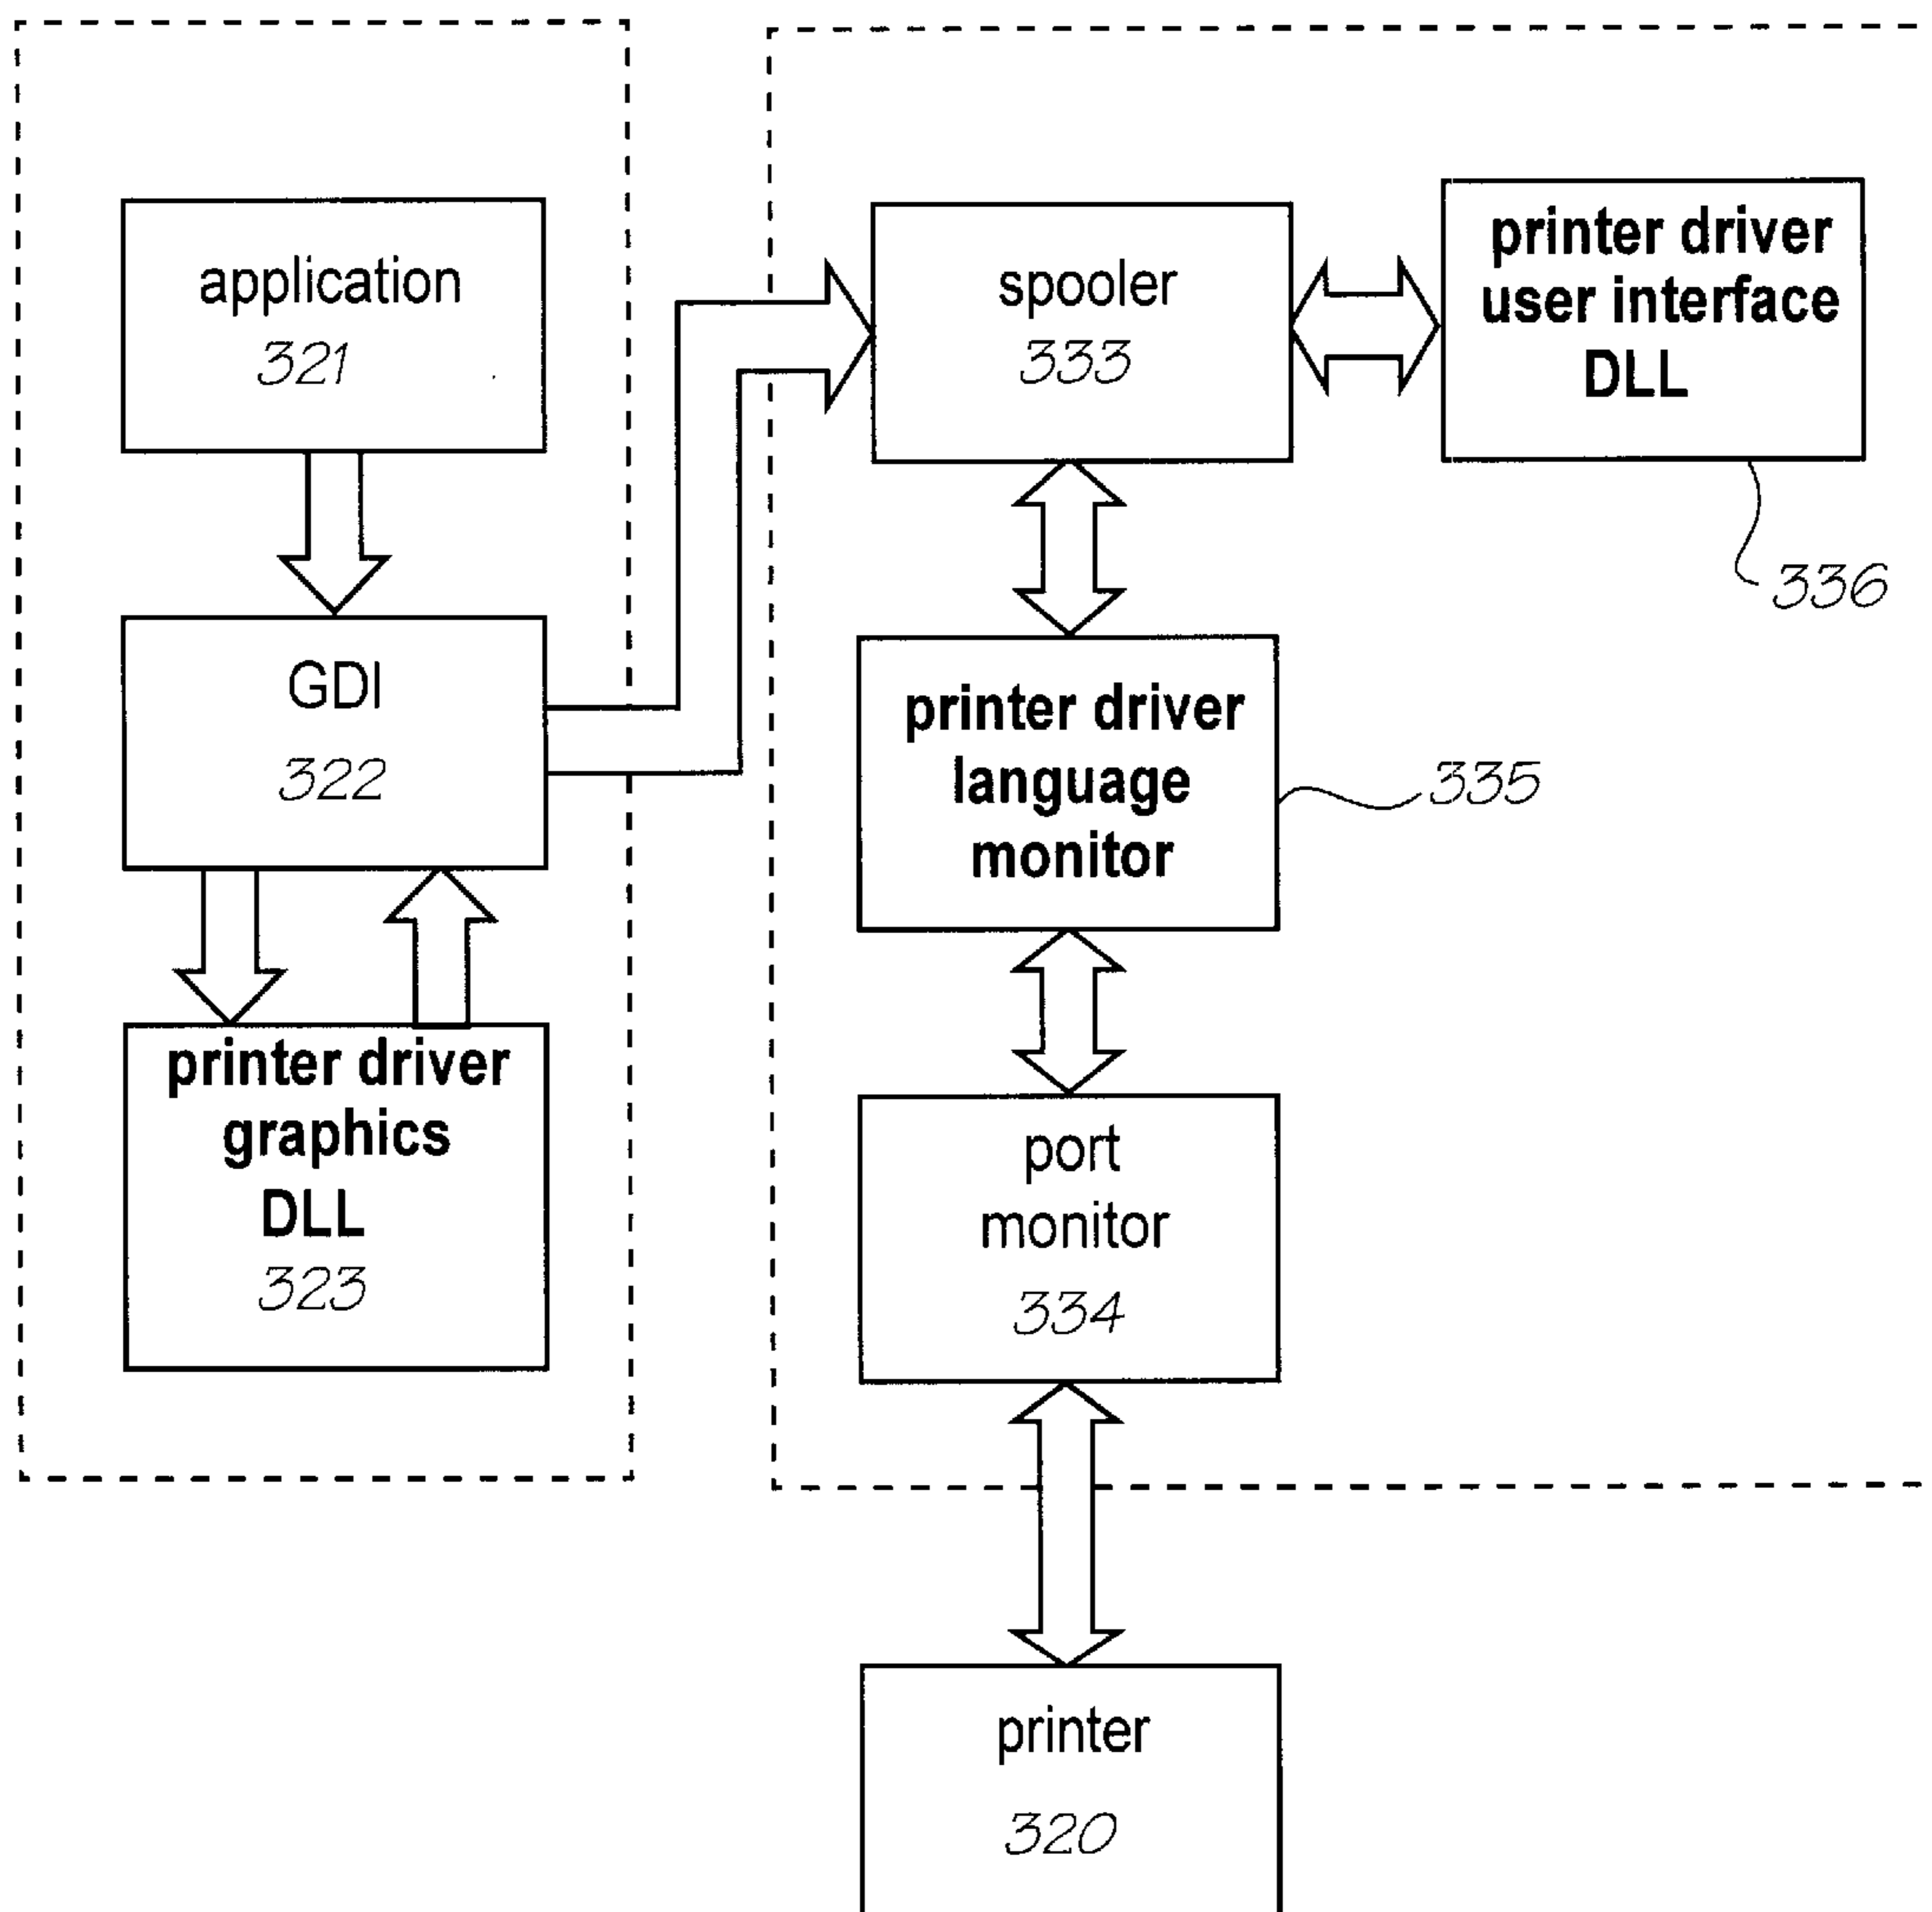 application
321
GDI
322
printer driver
graphics
DLL
323
spooler
333
printer driver
user interface
DLL
336
printer driver
language
monitor
335
port
monitor
334
printer
320